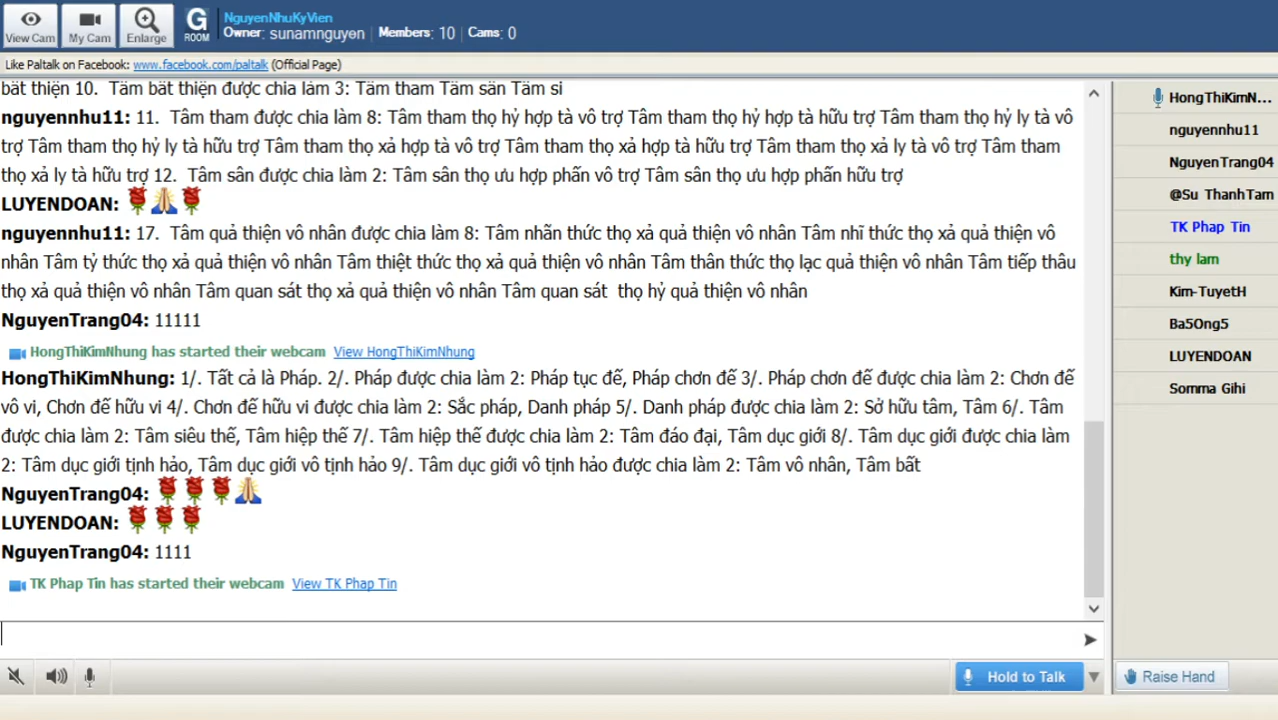 View Cam
My Cam
Enlarge
G
ROOM
NguyenNhuKyVien
Owner: sunamnguyen | Members: 10 | Cams: 0
Like Paltalk on Facebook: www.facebook.com/paltalk (Official Page)
bất thiện 10.  Tâm bất thiện được chia làm 3: Tâm tham Tâm sân Tâm si
nguyennhu11: 11.  Tâm tham được chia làm 8: Tâm tham thọ hỷ hợp tà vô trợ Tâm tham thọ hỷ hợp tà hữu trợ Tâm tham thọ hỷ ly tà vô
trợ Tâm tham thọ hỷ ly tà hữu trợ Tâm tham thọ xả hợp tà vô trợ Tâm tham thọ xả hợp tà hữu trợ Tâm tham thọ xả ly tà vô trợ Tâm tham
thọ xả ly tà hữu trợ 12.  Tâm sân được chia làm 2: Tâm sân thọ ưu hợp phấn vô trợ Tâm sân thọ ưu hợp phấn hữu trợ
LUYENDOAN: 🌹🙏🌹
nguyennhu11: 17.  Tâm quả thiện vô nhân được chia làm 8: Tâm nhãn thức thọ xả quả thiện vô nhân Tâm nhĩ thức thọ xả quả thiện vô
nhân Tâm tỷ thức thọ xả quả thiện vô nhân Tâm thiệt thức thọ xả quả thiện vô nhân Tâm thân thức thọ lạc quả thiện vô nhân Tâm tiếp thâu
thọ xả quả thiện vô nhân Tâm quan sát thọ xả quả thiện vô nhân Tâm quan sát  thọ hỷ quả thiện vô nhân
NguyenTrang04: 11111
HongThiKimNhung has started their webcam View HongThiKimNhung
HongThiKimNhung: 1/. Tất cả là Pháp. 2/. Pháp được chia làm 2: Pháp tục đế, Pháp chơn đế 3/. Pháp chơn đế được chia làm 2: Chơn đế
vô vi, Chơn đế hữu vi 4/. Chơn đế hữu vi được chia làm 2: Sắc pháp, Danh pháp 5/. Danh pháp được chia làm 2: Sở hữu tâm, Tâm 6/. Tâm
được chia làm 2: Tâm siêu thế, Tâm hiệp thế 7/. Tâm hiệp thế được chia làm 2: Tâm đáo đại, Tâm dục giới 8/. Tâm dục giới được chia làm
2: Tâm dục giới tịnh hảo, Tâm dục giới vô tịnh hảo 9/. Tâm dục giới vô tịnh hảo được chia làm 2: Tâm vô nhân, Tâm bất
NguyenTrang04: 🌹🌹🌹🙏
LUYENDOAN: 🌹🌹🌹
NguyenTrang04: 1111
TK Phap Tin has started their webcam View TK Phap Tin
Hold to Talk
HongThiKimN...
nguyennhu11
NguyenTrang04
@Su ThanhTam
TK Phap Tin
thy lam
Kim-TuyetH
Ba5Ong5
LUYENDOAN
Somma Gihi
Raise Hand